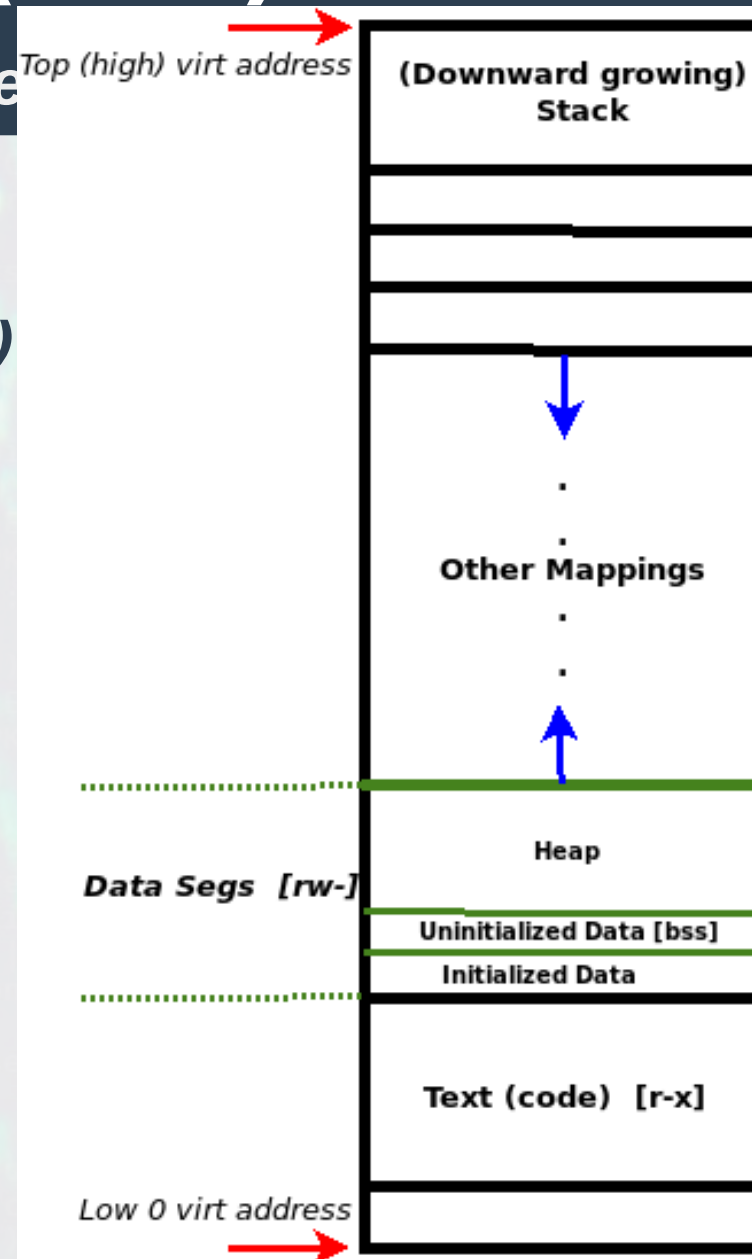 Top (high) virt address
(Downward growing)
Stack
.
.
Other Mappings
.
.
Heap
Data Segs [rw-]
Uninitialized Data [bss]
Initialized Data
Text (code) [r-x]
Low 0 virt address